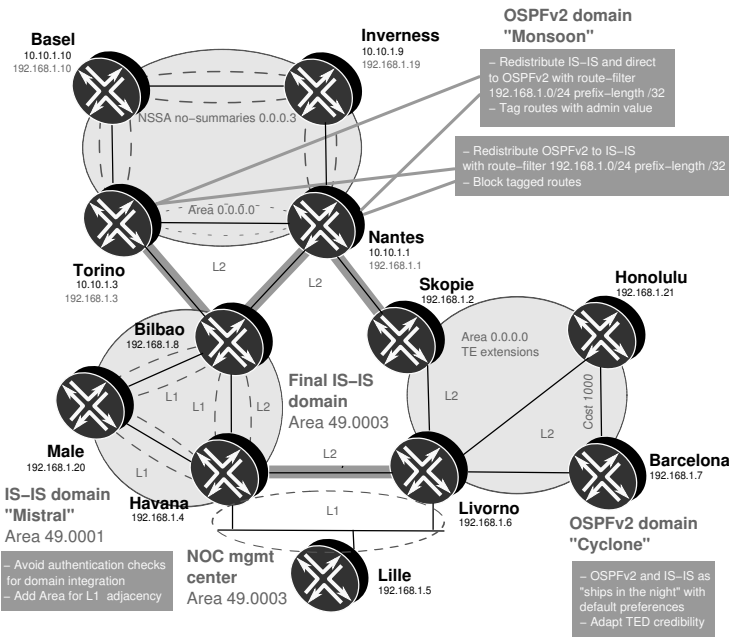 OSPFv2 domain
"Monsoon"
– Redistribute IS–IS and direct
to OSPFv2 with route–filter
192.168.1.0/24 prefix–length /32
– Tag routes with admin value
– Redistribute OSPFv2 to IS–IS
with route–filter 192.168.1.0/24 prefix–length /32
– Block tagged routes
Basel
10.10.1.10
192.168.1.10
Inverness
10.10.1.9
192.168.1.19
NSSA no–summaries 0.0.0.3
Area 0.0.0.0
Torino
10.10.1.3
192.168.1.3
Nantes
10.10.1.1
192.168.1.1
L2
L2
Skopie
192.168.1.2
Honolulu
192.168.1.21
Bilbao
192.168.1.8
Area 0.0.0.0
TE extensions
Final IS–IS
domain
Area 49.0003
L1
L1
L2
L2
Cost 1000
L2
Male
192.168.1.20
L1
L2
Barcelona
192.168.1.7
Havana
192.168.1.4
Livorno
192.168.1.6
IS–IS domain
"Mistral"
Area 49.0001
L1
OSPFv2 domain
"Cyclone"
– Avoid authentication checks
for domain integration
– Add Area for L1 adjacency
NOC mgmt
center
Area 49.0003
Lille
192.168.1.5
– OSPFv2 and IS–IS as
"ships in the night" with
default preferences
– Adapt TED credibility